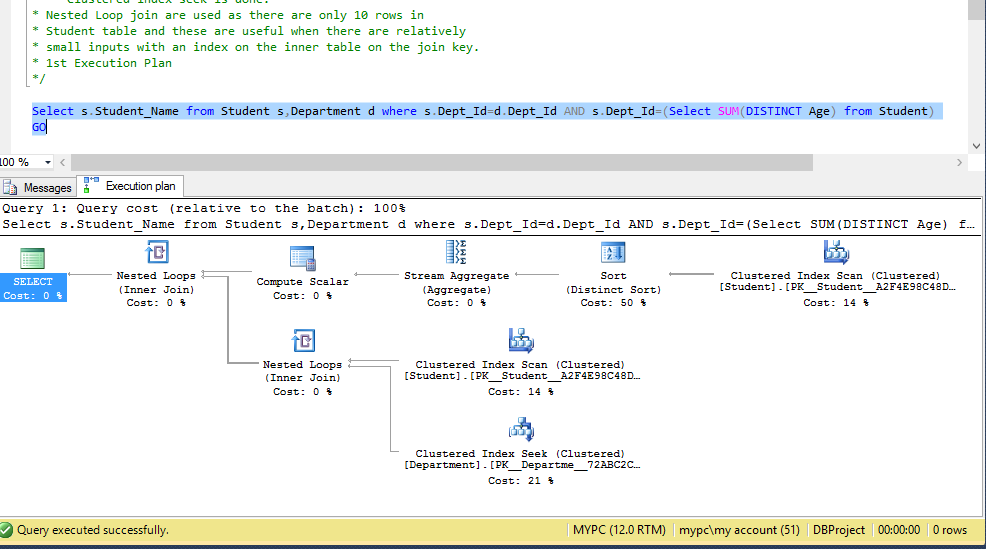 * Clustered Index seek is done.
* Nested Loop join are used as there are only 10 rows in
* Student table and these are useful when there are relatively
* small inputs with an index on the inner table on the join key.
* 1st Execution Plan
*/
Select s.Student_Name from Student s,Department d where s.Dept_Id=d.Dept_Id AND s.Dept_Id=(Select SUM(DISTINCT Age) from Student)
GO
100 %
Messages
Execution plan
Query 1: Query cost (relative to the batch): 100%
Select s.Student_Name from Student s,Department d where s.Dept_Id=d.Dept_Id AND s.Dept_Id=(Select SUM(DISTINCT Age) f…
SELECT
Cost: 0 %
Nested Loops
(Inner Join)
Cost: 0 %
Compute Scalar
Cost: 0 %
Stream Aggregate
(Aggregate)
Cost: 0 %
Sort
(Distinct Sort)
Cost: 50 %
Clustered Index Scan (Clustered)
[Student].[PK__Student__A2F4E98C48D…
Cost: 14 %
Nested Loops
(Inner Join)
Cost: 0 %
Clustered Index Scan (Clustered)
[Student].[PK__Student__A2F4E98C48D…
Cost: 14 %
Clustered Index Seek (Clustered)
[Department].[PK__Departme__72ABC2C…
Cost: 21 %
Query executed successfully.
MYPC (12.0 RTM)
mypc\my account (51)
DBProject
00:00:00
0 rows